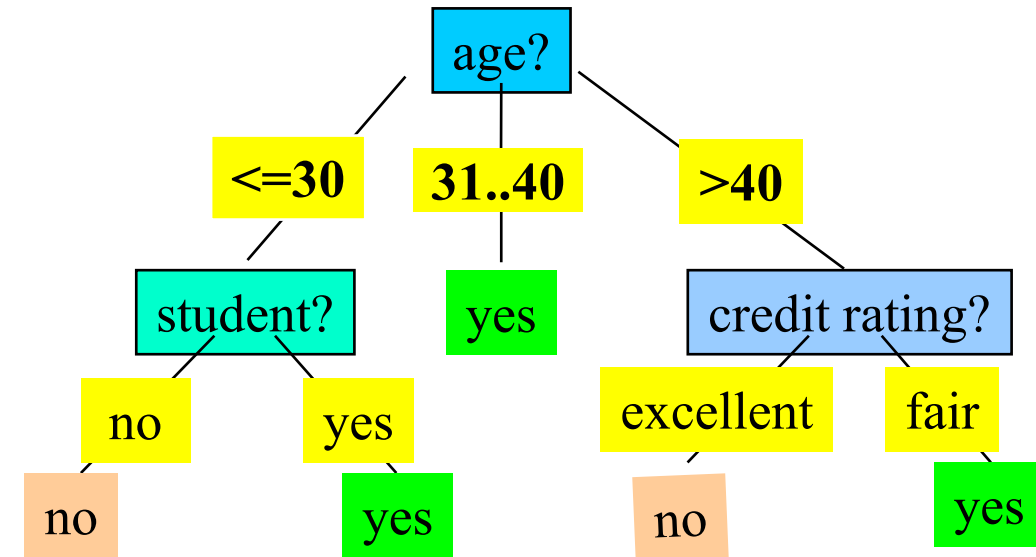 age?
<=30
31..40
>40
student?
yes
credit rating?
no
yes
excellent
fair
no
yes
no
yes